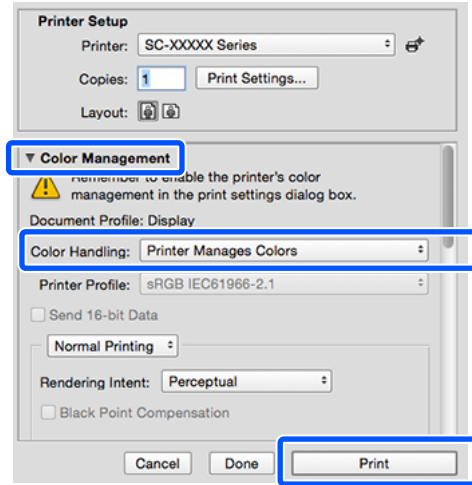 Printer Setup
Printer: SC-XXXXX Series
Copies: 1 Print Settings...
Layout:
Color Management
Remember to enable the printer's color
management in the print settings dialog box.
Document Profile: Display
Color Handling: Printer Manages Colors
Printer Profile: sRGB IEC61966-2.1
Send 16-bit Data
Normal Printing
Rendering Intent: Perceptual
Black Point Compensation
Cancel Done Print